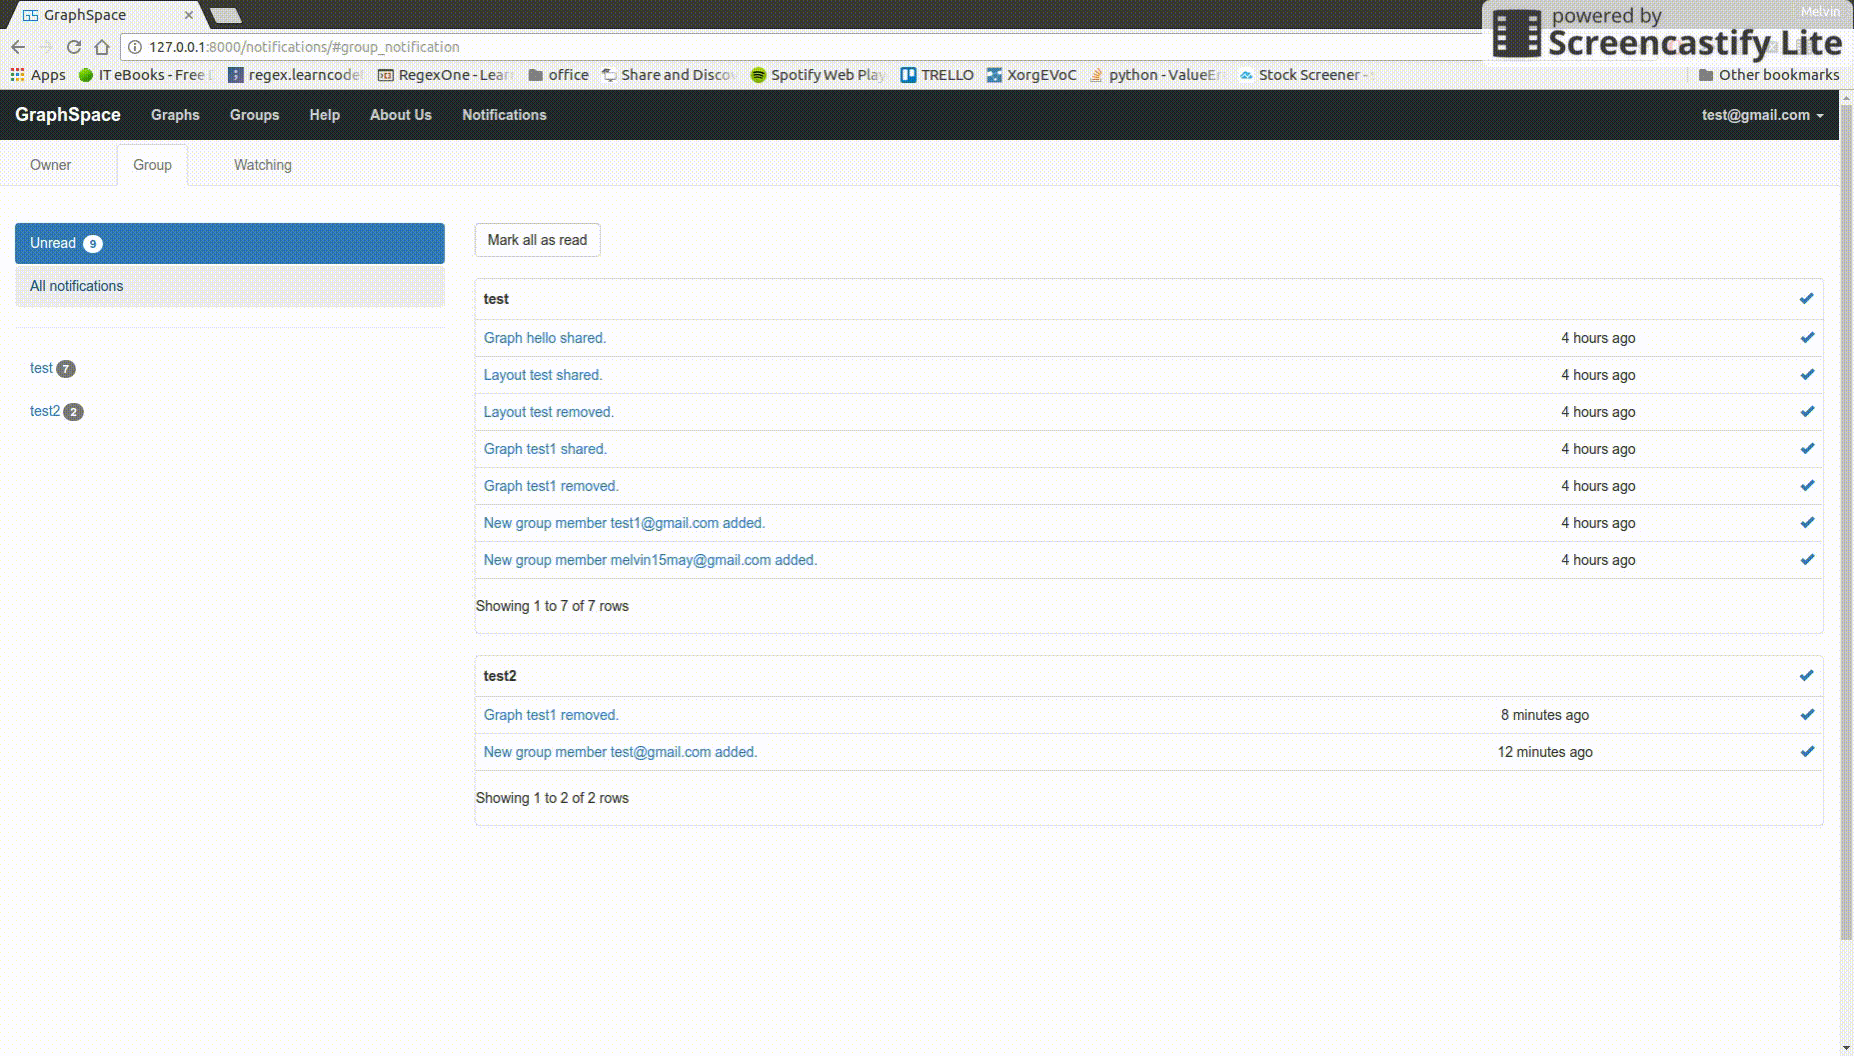 GraphSpace
Melvin
powered by
Screencastify Lite
127.0.0.1:8000/notifications/#group_notification
Apps IT eBooks - Free regex.learncode RegexOne - Lear office Share and Disco Spotify Web Play TRELLO XorgEVoC python - ValueEr Stock Screener - Other bookmarks
GraphSpace Graphs Groups Help About Us Notifications test@gmail.com
Owner Group Watching
Unread 9
All notifications
test 7
test2 2
Mark all as read
test
Graph hello shared. 4 hours ago
Layout test shared. 4 hours ago
Layout test removed. 4 hours ago
Graph test1 shared. 4 hours ago
Graph test1 removed. 4 hours ago
New group member test1@gmail.com added. 4 hours ago
New group member melvin15may@gmail.com added. 4 hours ago
Showing 1 to 7 of 7 rows
test2
Graph test1 removed. 8 minutes ago
New group member test@gmail.com added. 12 minutes ago
Showing 1 to 2 of 2 rows